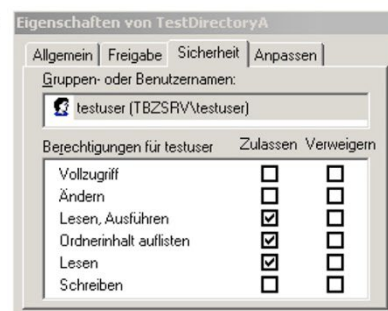 Eigenschaften von TestDirectoryA
Allgemein Freigabe Sicherheit Anpassen
Gruppen- oder Benutzernamen:
testuser (TBZSRV\testuser)
Berechtigungen für testuser Zulassen Verweigern
Vollzugriff
Ändern
Lesen, Ausführen
Ordnerinhalt auflisten
Lesen
Schreiben